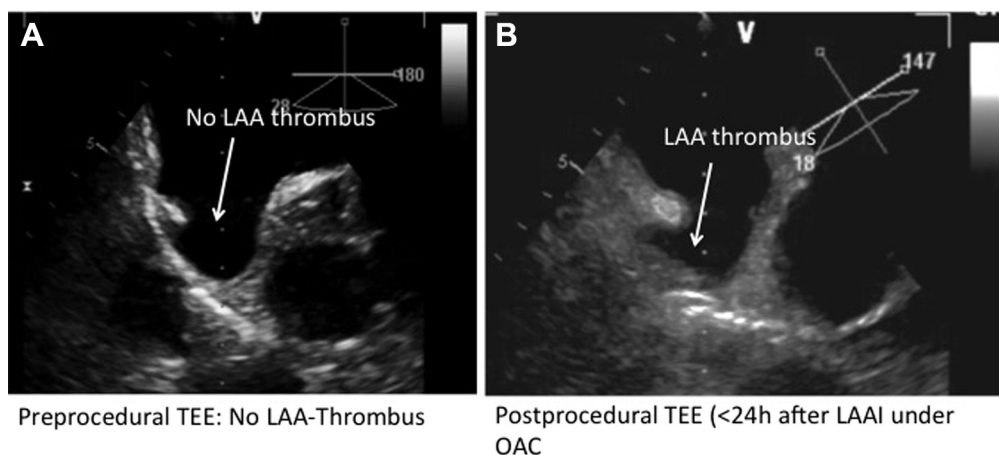 A
V
180
28
No LAA thrombus
5
B
V
147
LAA thrombus
5
18
Preprocedural TEE: No LAA-Thrombus
Postprocedural TEE (<24h after LAAI under
OAC